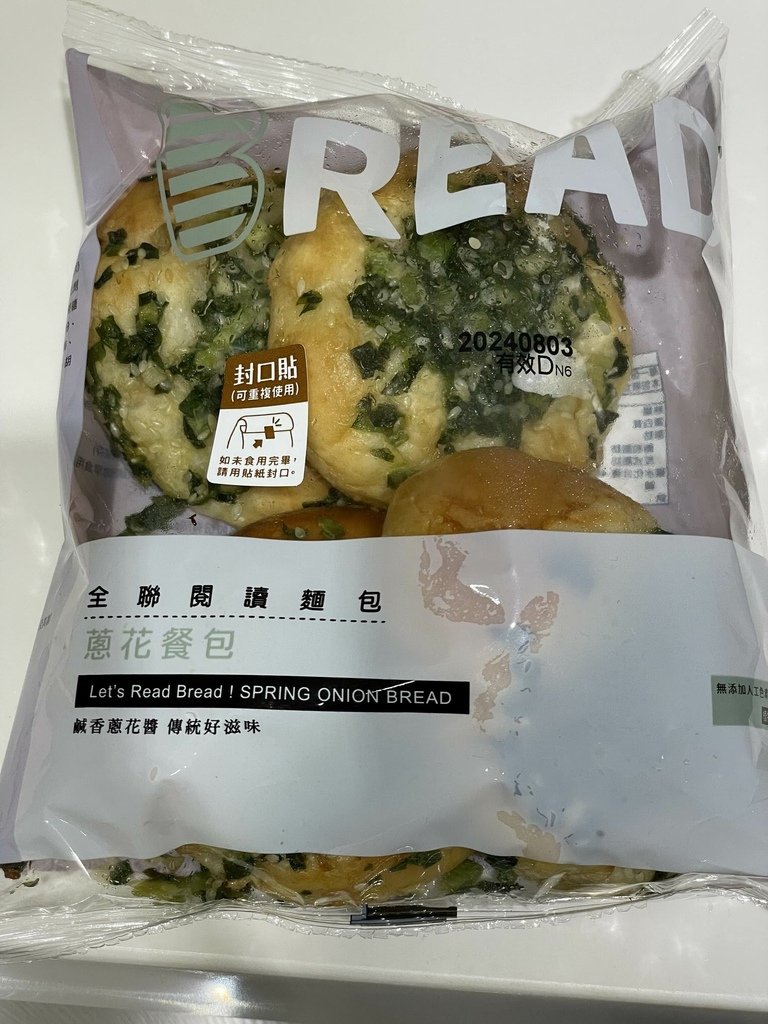 BREAD
20240803
有效DN6
封口貼
(可重複使用)
如未食用完畢，
請用貼紙封口。
全聯閱讀麵包
蔥花餐包
Let's Read Bread ! SPRING ONION BREAD
鹹香蔥花醬 傳統好滋味
無添加人工色